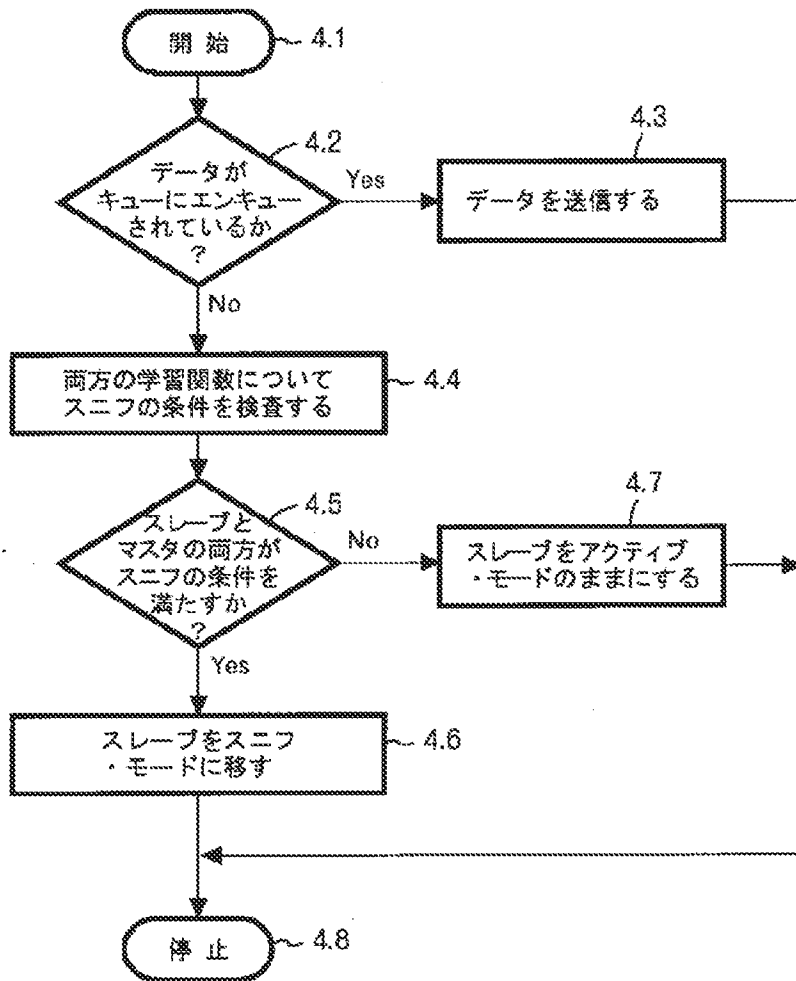 開 始
4.1
データが
キューにエンキュー
されているか
?
4.2
Yes
データを送信する
4.3
No
両方の学習関数について
スニフの条件を検査する
4.4
スレーブと
マスタの両方が
スニフの条件を
満たすか
?
4.5
No
スレーブをアクティブ
・モードのままにする
4.7
Yes
スレーブをスニフ
・モードに移す
4.6
停 止
4.8